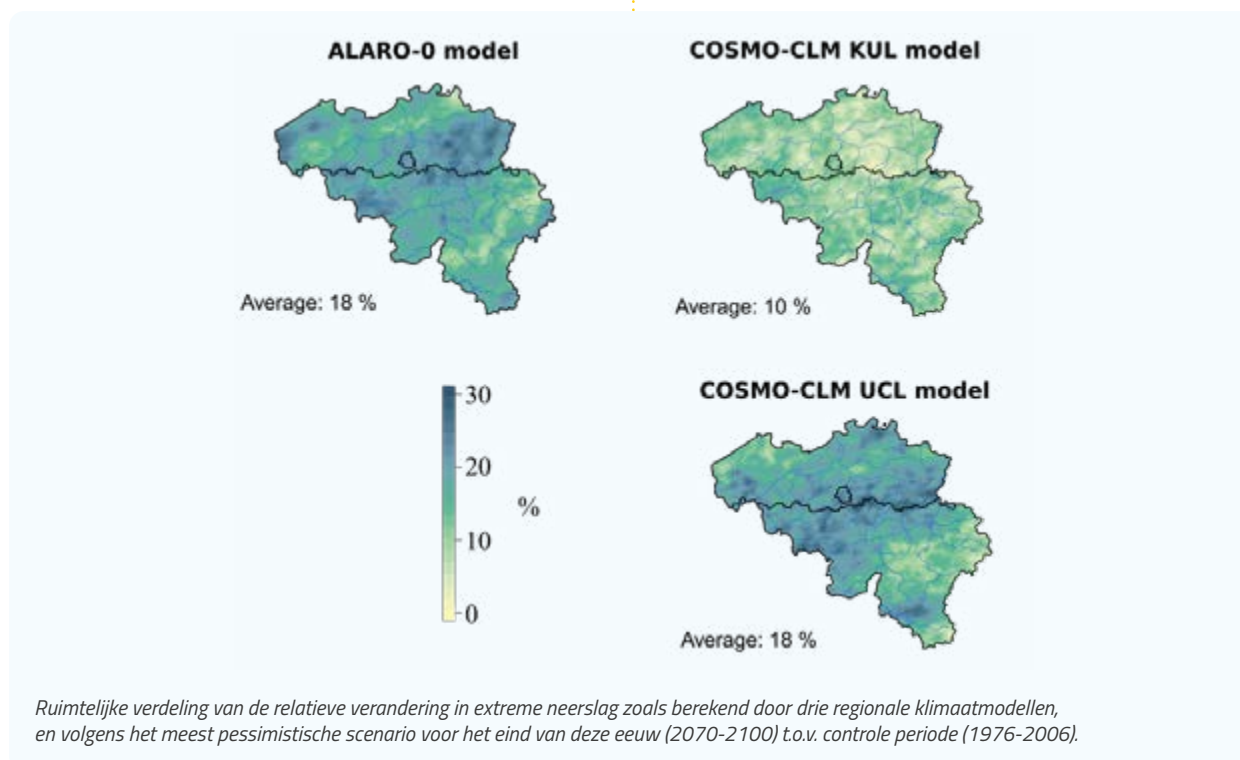 ALARO-0 model
COSMO-CLM KUL model
Average: 18 %
Average: 10 %
COSMO-CLM UCL model
30
20
%
10
0
Average: 18 %
Ruimtelijke verdeling van de relatieve verandering in extreme neerslag zoals berekend door drie regionale klimaatmodellen,
en volgens het meest pessimistische scenario voor het eind van deze eeuw (2070-2100) t.o.v. controle periode (1976-2006).